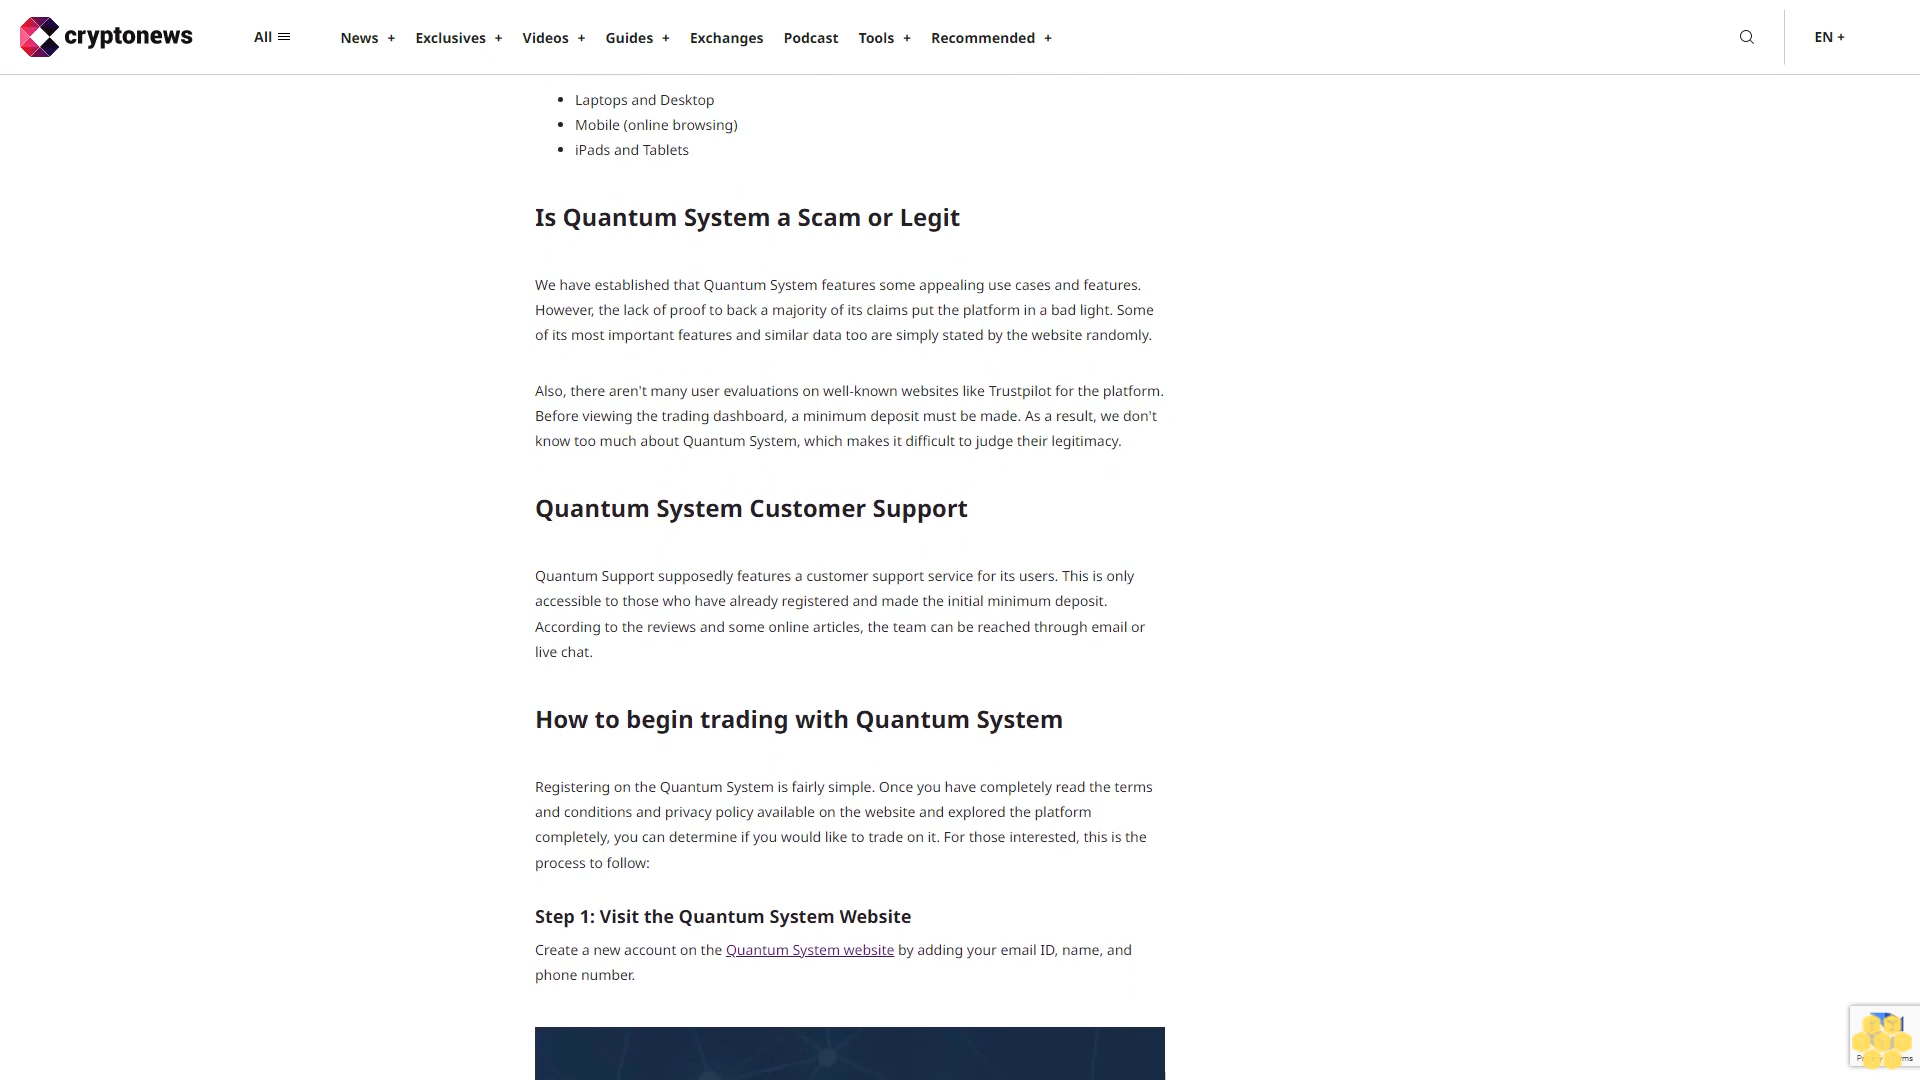 cryptonews
All
News +
Exclusives +
Videos +
Guides +
Exchanges
Podcast
Tools +
Recommended +
EN +
Laptops and Desktop
Mobile (online browsing)
iPads and Tablets
Is Quantum System a Scam or Legit
We have established that Quantum System features some appealing use cases and features.
However, the lack of proof to back a majority of its claims put the platform in a bad light. Some
of its most important features and similar data too are simply stated by the website randomly.
Also, there aren't many user evaluations on well-known websites like Trustpilot for the platform.
Before viewing the trading dashboard, a minimum deposit must be made. As a result, we don't
know too much about Quantum System, which makes it difficult to judge their legitimacy.
Quantum System Customer Support
Quantum Support supposedly features a customer support service for its users. This is only
accessible to those who have already registered and made the initial minimum deposit.
According to the reviews and some online articles, the team can be reached through email or
live chat.
How to begin trading with Quantum System
Registering on the Quantum System is fairly simple. Once you have completely read the terms
and conditions and privacy policy available on the website and explored the platform
completely, you can determine if you would like to trade on it. For those interested, this is the
process to follow:
Step 1: Visit the Quantum System Website
Create a new account on the Quantum System website by adding your email ID, name, and
phone number.